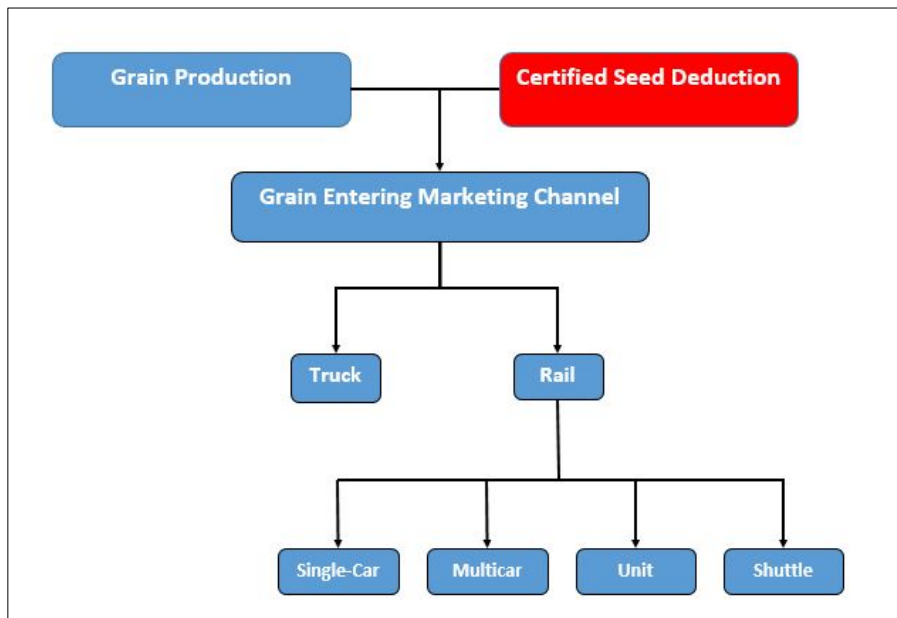 Grain Production
Certified Seed Deduction
Grain Entering Marketing Channel
Truck
Rail
Single-Car
Multicar
Unit
Shuttle